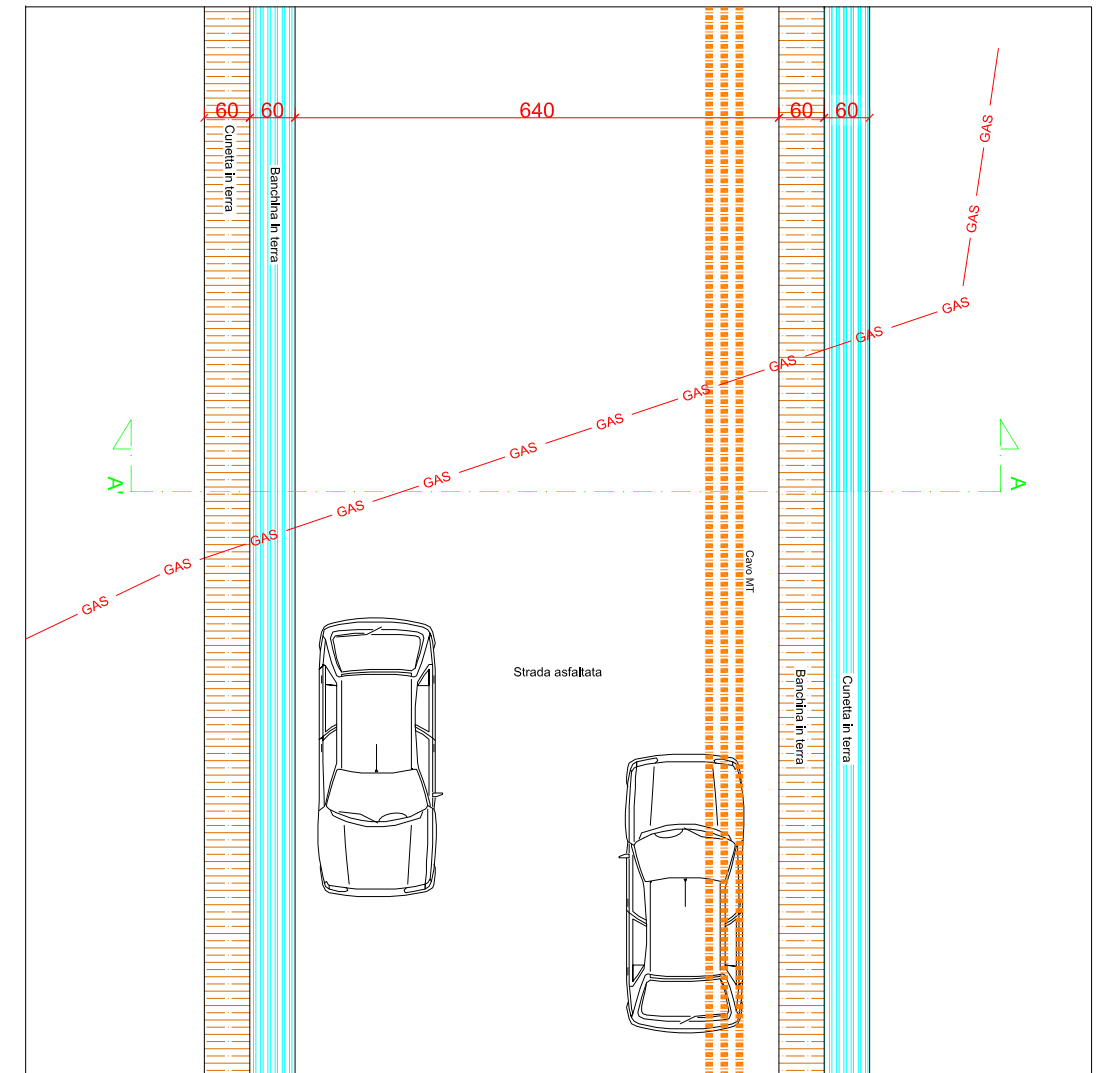 60
60
640
60
60
Cunetta in terra
Banchina in terra
GAS
GAS
GAS
GAS
GAS
GAS
GAS
GAS
GAS
GAS
GAS
GAS
GAS
A'
A
Cavo MT
Strada asfaltata
Banchina in terra
Cunetta in terra